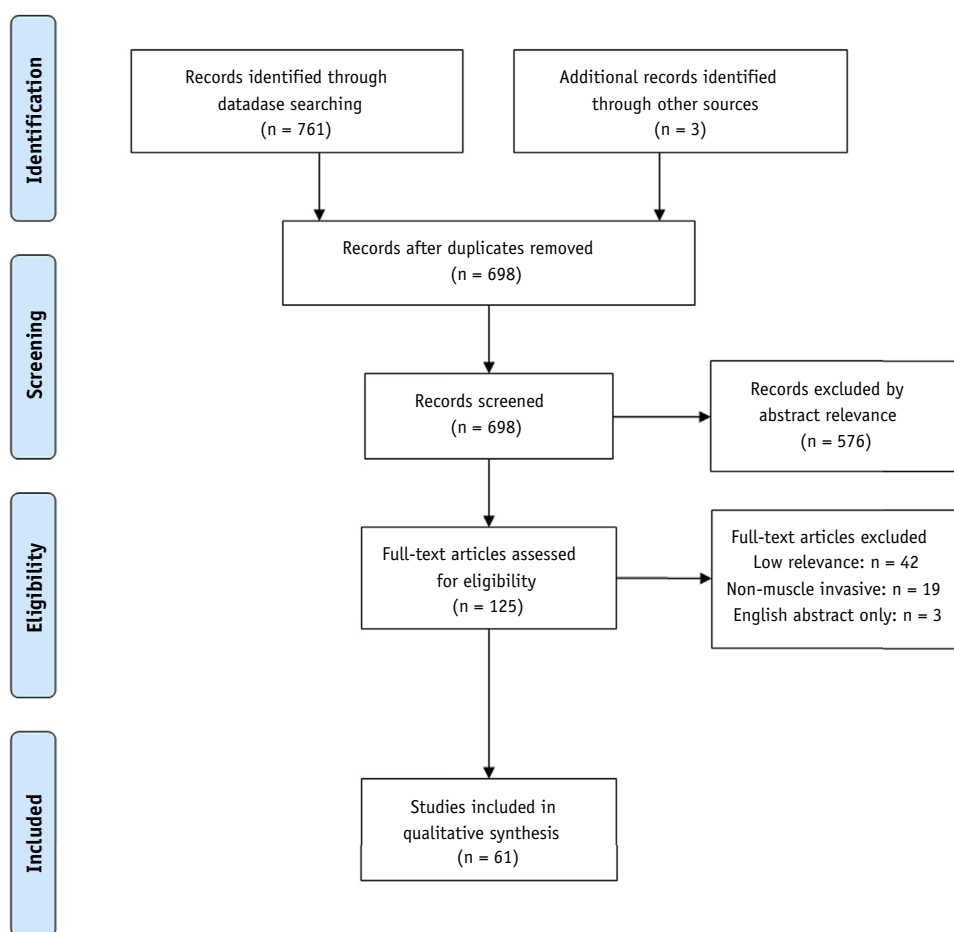 Identification
Records identified through
datadase searching
(n = 761)
Additional records identified
through other sources
(n = 3)
Records after duplicates removed
(n = 698)
Screening
Records screened
(n = 698)
Records excluded by
abstract relevance
(n = 576)
Eligibility
Full-text articles assessed
for eligibility
(n = 125)
Full-text articles excluded
Low relevance: n = 42
Non-muscle invasive: n = 19
English abstract only: n = 3
Included
Studies included in
qualitative synthesis
(n = 61)